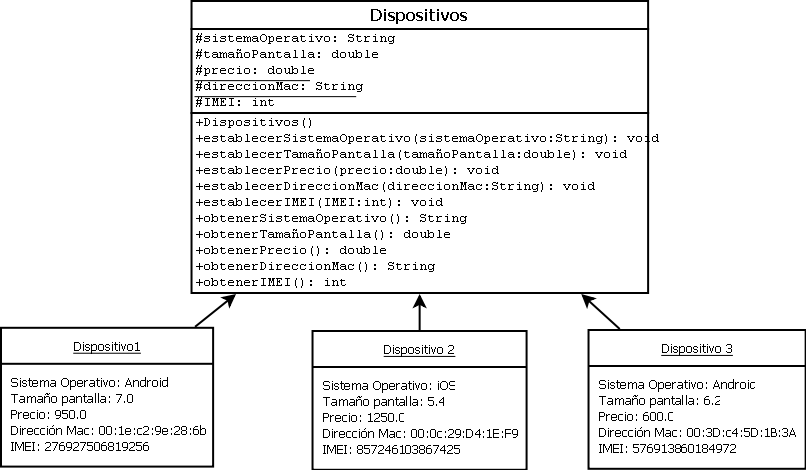 Dispositivos
#sistemaOperativo: String
#tamañoPantalla: double
#precio: double
#direccionMac: String
#IMEI: int
+Dispositivos()
+establecerSistemaOperativo(sistemaOperativo:String): void
+establecerTamañoPantalla(tamañoPantalla:double): void
+establecerPrecio(precio:double): void
+establecerDireccionMac(direccionMac:String): void
+establecerIMEI(IMEI:int): void
+obtenerSistemaOperativo(): String
+obtenerTamañoPantalla(): double
+obtenerPrecio(): double
+obtenerDireccionMac(): String
+obtenerIMEI(): int
Dispositivo1
Sistema Operativo: Android
Tamaño pantalla: 7.0
Precio: 950.0
Dirección Mac: 00:1e:c2:9e:28:6b
IMEI: 276927506819256
Dispositivo 2
Sistema Operativo: iOS
Tamaño pantalla: 5.4
Precio: 1250.0
Dirección Mac: 00:0c:29:D4:1E:F9
IMEI: 857246103867425
Dispositivo 3
Sistema Operativo: Android
Tamaño pantalla: 6.2
Precio: 600.0
Dirección Mac: 00:3D:c4:5D:1B:3A
IMEI: 576913860184972